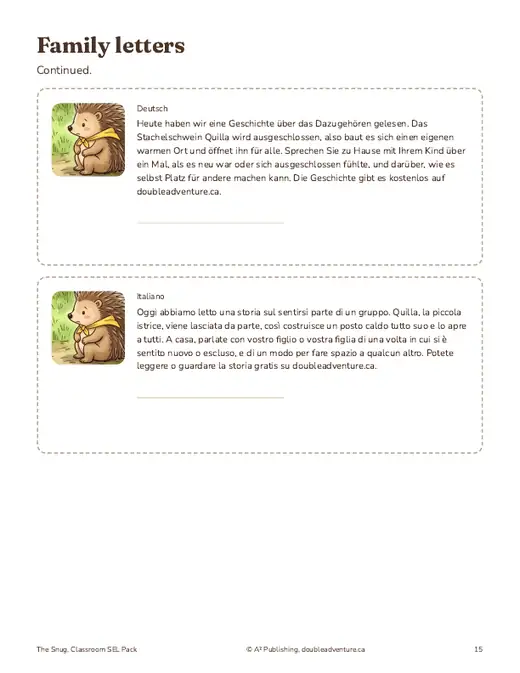 Family letters
Continued.
Deutsch
Heute haben wir eine Geschichte über das Dazugehören gelesen. Das
Stachelschwein Quilla wird ausgeschlossen, also baut es sich einen eigenen
warmen Ort und öffnet ihn für alle. Sprechen Sie zu Hause mit Ihrem Kind über
ein Mal, als es neu war oder sich ausgeschlossen fühlte, und darüber, wie es
selbst Platz für andere machen kann. Die Geschichte gibt es kostenlos auf
doubleadventure.ca.
Italiano
Oggi abbiamo letto una storia sul sentirsi parte di un gruppo. Quilla, la piccola
istrice, viene lasciata da parte, così costruisce un posto caldo tutto suo e lo apre
a tutti. A casa, parlate con vostro figlio o vostra figlia di una volta in cui si è
sentito nuovo o escluso, e di un modo per fare spazio a qualcun altro. Potete
leggere o guardare la storia gratis su doubleadventure.ca.
The Snug, Classroom SEL Pack
© A² Publishing, doubleadventure.ca
15